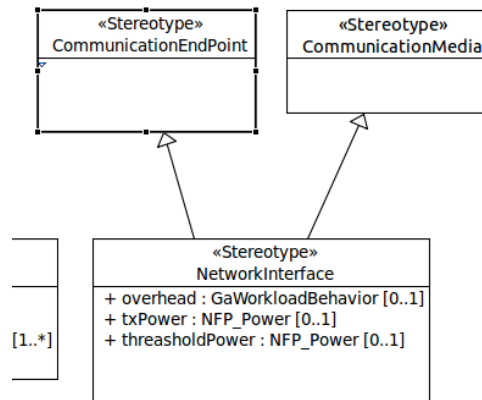 «Stereotype»
CommunicationEndPoint
«Stereotype»
CommunicationMedia
«Stereotype»
NetworkInterface
+ overhead : GaWorkloadBehavior [0..1]
+ txPower : NFP_Power [0..1]
+ threasholdPower : NFP_Power [0..1]
[1..*]